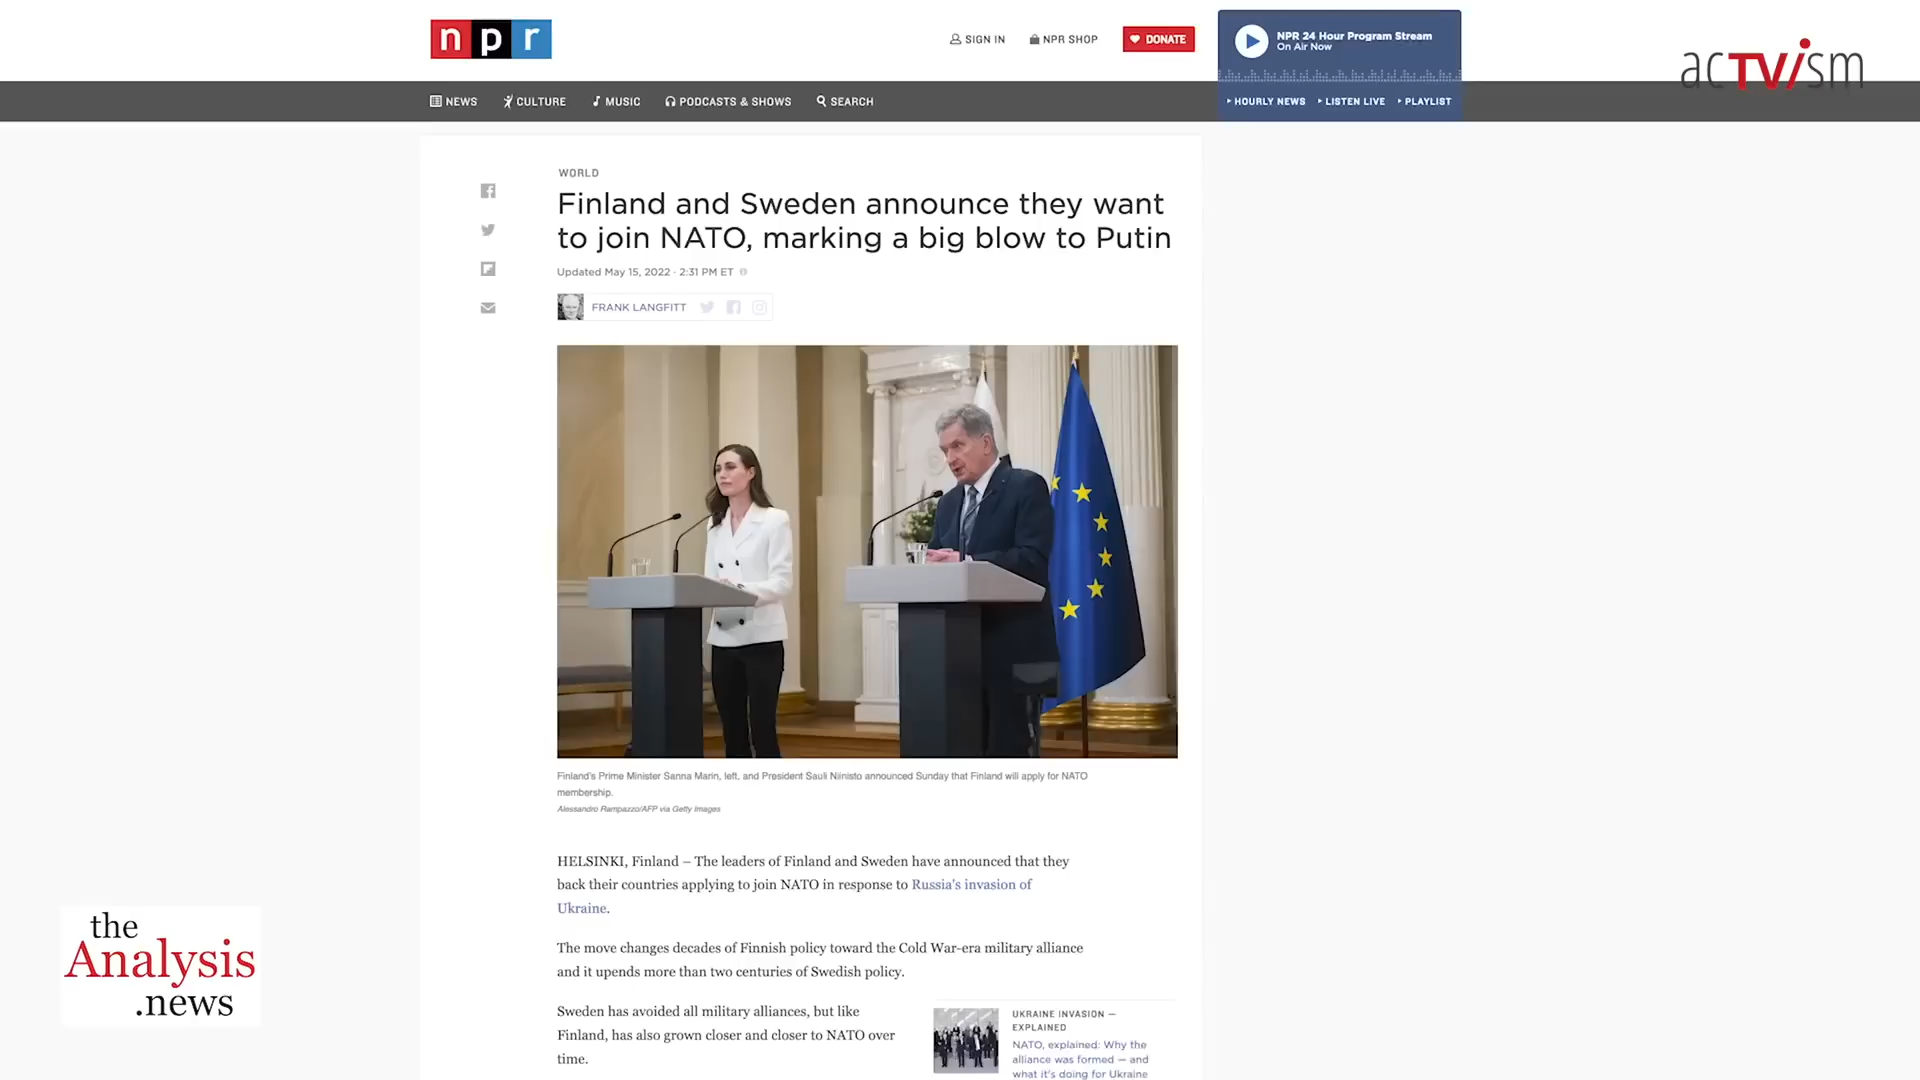 npr
SIGN IN
NPR SHOP
DONATE
NPR 24 Hour Program Stream
On Air Now
acTVism
NEWS
CULTURE
MUSIC
PODCASTS & SHOWS
SEARCH
HOURLY NEWS
LISTEN LIVE
PLAYLIST
WORLD
Finland and Sweden announce they want
to join NATO, marking a big blow to Putin
Updated May 15, 2022 · 2:31 PM ET
FRANK LANGFITT
Finland's Prime Minister Sanna Marin, left, and President Sauli Niinisto announced Sunday that Finland will apply for NATO
membership.
Alessandro Rampazzo/AFP via Getty Images
HELSINKI, Finland – The leaders of Finland and Sweden have announced that they
back their countries applying to join NATO in response to Russia's invasion of
Ukraine.
The move changes decades of Finnish policy toward the Cold War-era military alliance
and it upends more than two centuries of Swedish policy.
Sweden has avoided all military alliances, but like
Finland, has also grown closer and closer to NATO over
time.
UKRAINE INVASION —
EXPLAINED
NATO, explained: Why the
alliance was formed — and
what it's doing for Ukraine
the
Analysis
.news